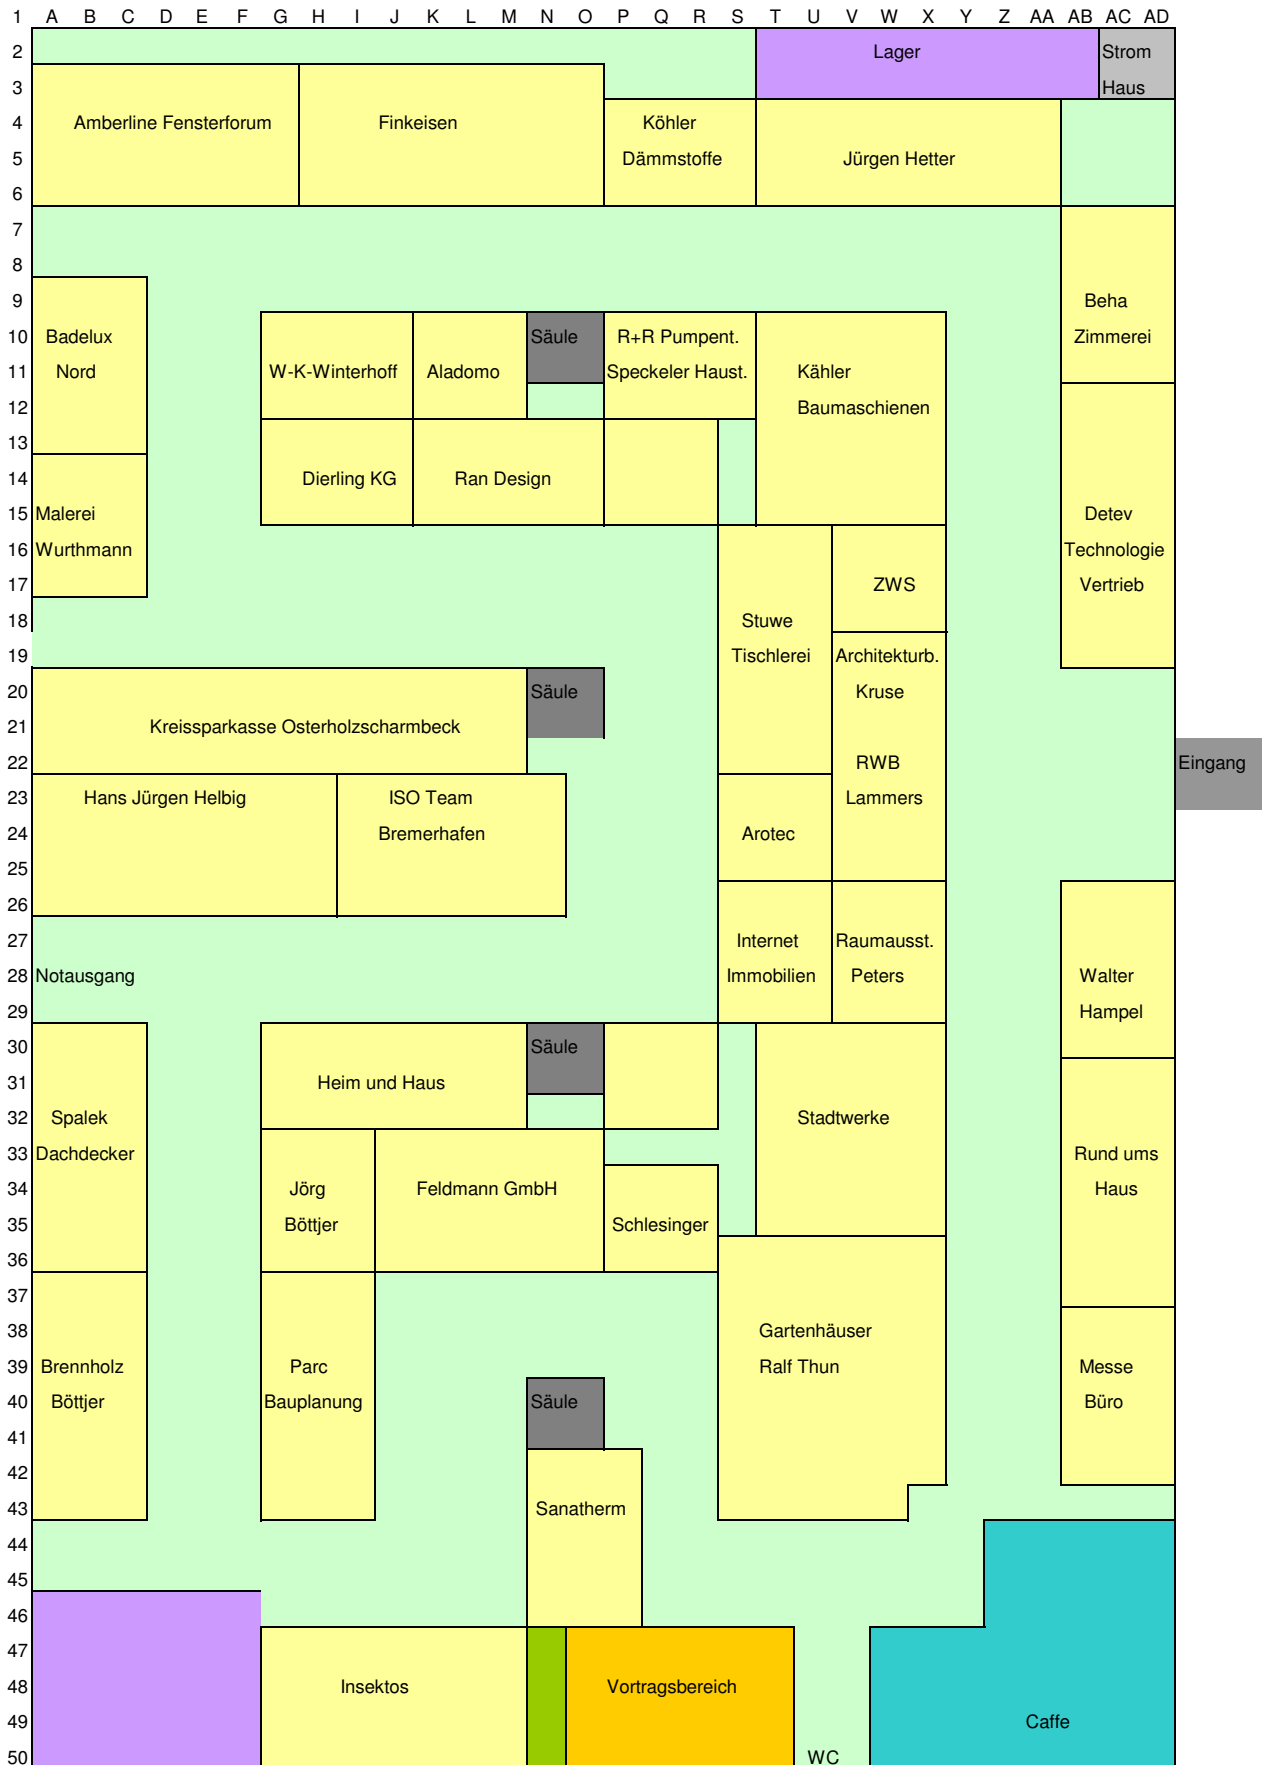 1 A B C D E F G H I J K L M N O P Q R S T U V W X Y Z AA AB AC AD
2 Lager Strom
3 Haus
4 Amberline Fensterforum Finkeisen Köhler
5 Dämmstoffe Jürgen Hetter
6
7
8
9 Beha
10 Badelux Säule R+R Pumpent. Zimmerei
11 Nord W-K-Winterhoff Aladomo Speckeler Haust. Kähler
12 Baumaschienen
13
14 Dierling KG Ran Design
15 Malerei Detev
16 Wurthmann Technologie
17 ZWS Vertrieb
18 Stuwe
19 Tischlerei Architekturb.
20 Säule Kruse
21 Kreissparkasse Osterholzscharmbeck
22 RWB Eingang
23 Hans Jürgen Helbig ISO Team Lammers
24 Bremerhafen Arotec
25
26
27 Internet Raumausst.
28 Notausgang Immobilien Peters Walter
29 Hampel
30 Säule
31 Heim und Haus
32 Spalek Stadtwerke
33 Dachdecker Rund ums
34 Jörg Feldmann GmbH Haus
35 Böttjer Schlesinger
36
37
38 Gartenhäuser
39 Brennholz Parc Ralf Thun Messe
40 Böttjer Bauplanung Säule Büro
41
42
43 Sanatherm
44
45
46
47
48 Insektos Vortragsbereich
49 Caffe
50 WC